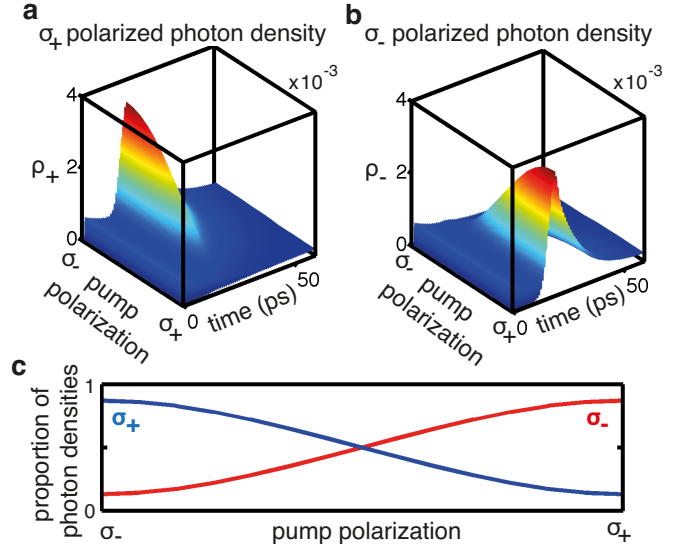 a
σ+ polarized photon density
x10-3
4
2
0
ρ+
σ-
pump
polarization
σ+
0
time (ps)
50
b
σ- polarized photon density
x10-3
4
2
0
ρ-
σ-
pump
polarization
σ+
0
time (ps)
50
c
proportion of
photon densities
1
0
σ+
σ-
σ-
pump polarization
σ+